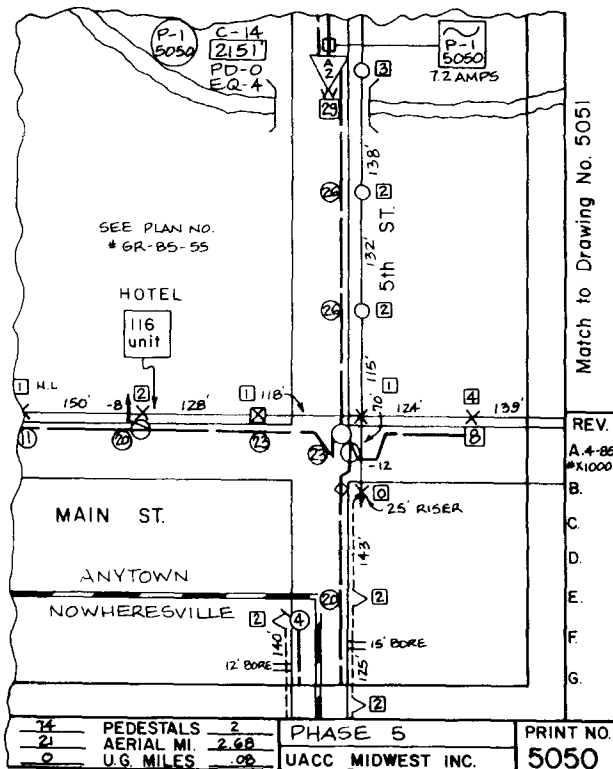 P-1
5050
C-14
2151'
PD-0
EQ-4
A
2
29
P-1
5050
7.2 AMPS
3
138'
26
2
132'
5th ST.
26
2
115'
SEE PLAN NO.
# GR-85-55
HOTEL
116
unit
1 H.L
150'
-8
2
128'
1
118'
1
70'
124'
4
139'
11
20
23
23
8
-12
0
25' RISER
MAIN ST.
143'
ANYTOWN
NOWHERESVILLE
20
2
2
4
140'
12' BORE
15' BORE
125'
2
Match to Drawing No. 5051
REV.
A.4-85
#X1000
B.
C.
D.
E.
F.
G.
74 PEDESTALS 2
21 AERIAL MI. 2.68
0 U.G. MILES .08
PHASE 5
UACC MIDWEST INC.
PRINT NO.
5050